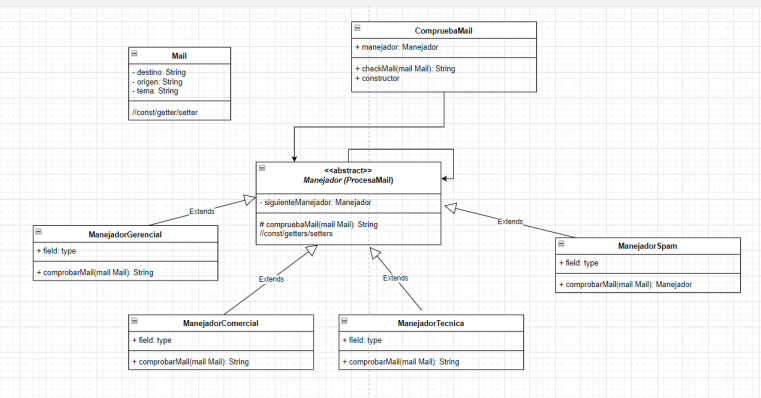 CompruebaMail
+ manejador: Manejador
+ checkMail(mail Mail): String
+ constructor
Mail
- destino: String
- origen: String
- tema: String
//const/getter/setter
<<abstract>>
Manejador (ProcesaMail)
- siguienteManejador: Manejador
# compruebaMail(mail Mail): String
//const/getters/setters
Extends
Extends
ManejadorGerencial
+ field: type
+ comprobarMail(mail Mail): String
ManejadorSpam
+ field: type
+ comprobarMail(mail Mail): Manejador
Extends
Extends
ManejadorComercial
+ field: type
+ comprobarMail(mail Mail): String
ManejadorTecnica
+ field: type
+ comprobarMail(mail Mail): String